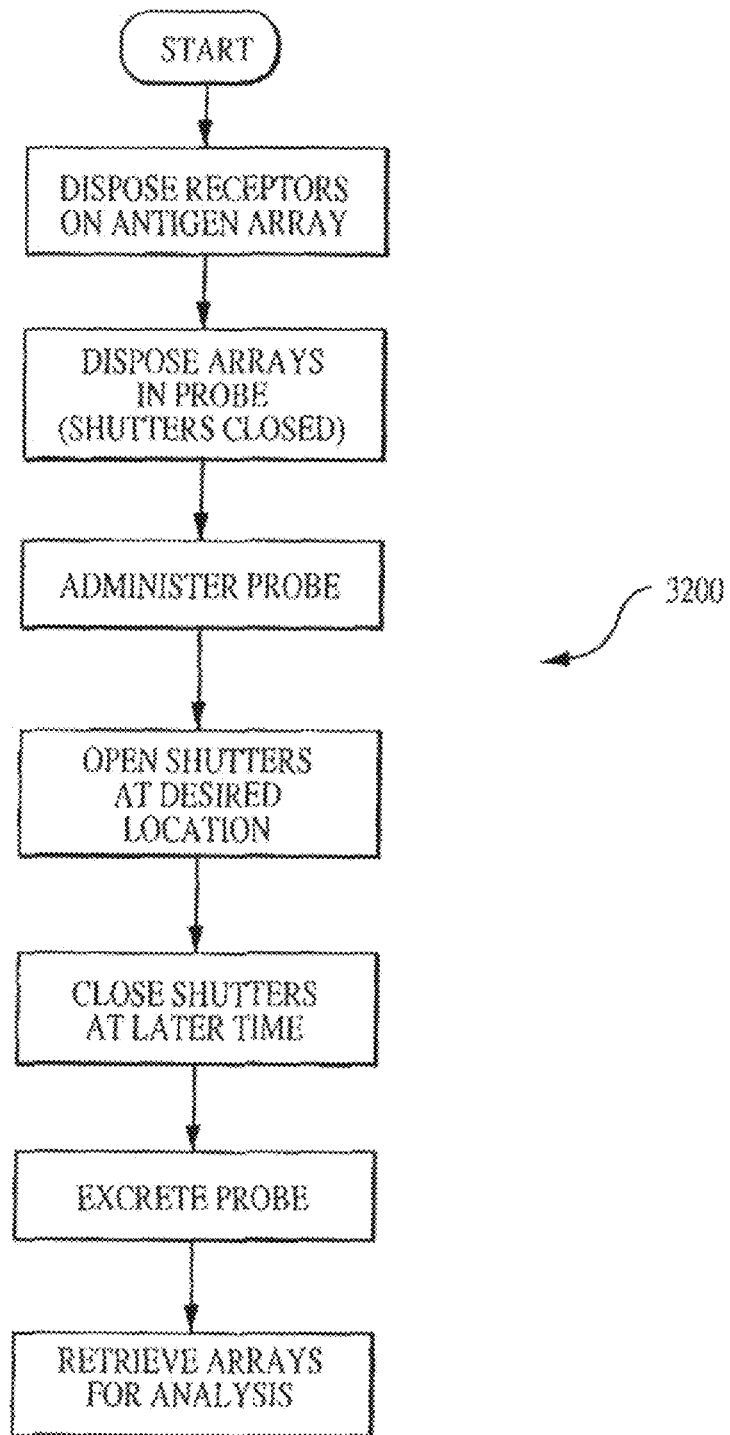 START
DISPOSE RECEPTORS
ON ANTIGEN ARRAY
DISPOSE ARRAYS
IN PROBE
(SHUTTERS CLOSED)
ADMINISTER PROBE
3200
OPEN SHUTTERS
AT DESIRED
LOCATION
CLOSE SHUTTERS
AT LATER TIME
EXCRETE PROBE
RETRIEVE ARRAYS
FOR ANALYSIS